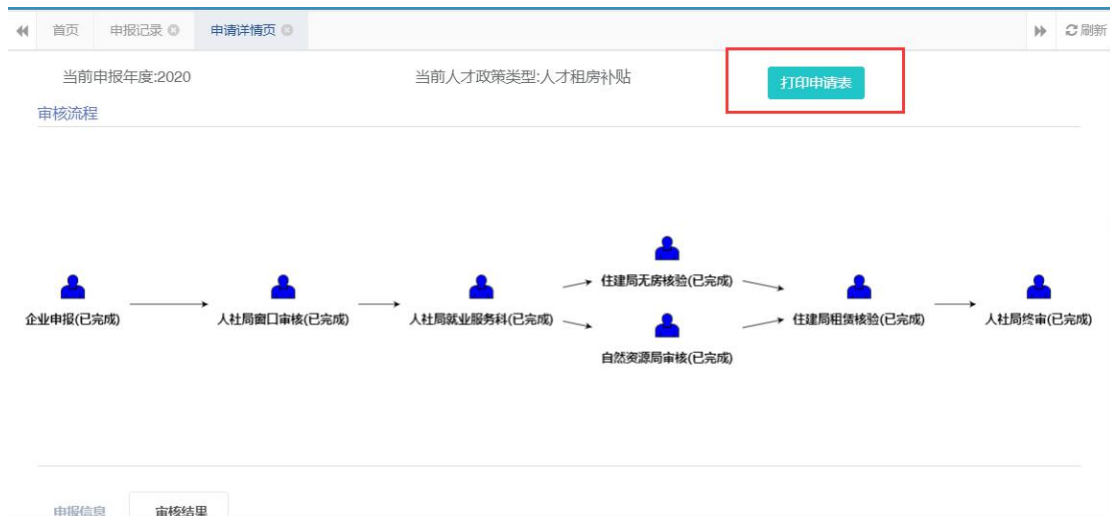 首页 申报记录 申请详情页 刷新
当前申报年度:2020 当前人才政策类型:人才租房补贴 打印申请表
审核流程
住建局无房核验(已完成)
企业申报(已完成) 人社局窗口审核(已完成) 人社局就业服务科(已完成) 住建局租赁核验(已完成) 人社局终审(已完成)
自然资源局审核(已完成)
申报信息 审核结果